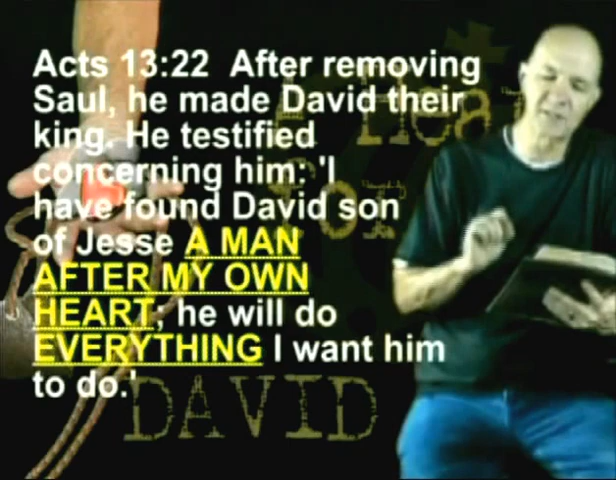 Acts 13:22 After removing
Saul, he made David their
king. He testified
concerning him: 'I
have found David son
of Jesse A MAN
AFTER MY OWN
HEART; he will do
EVERYTHING I want him
to do.'
DAVID